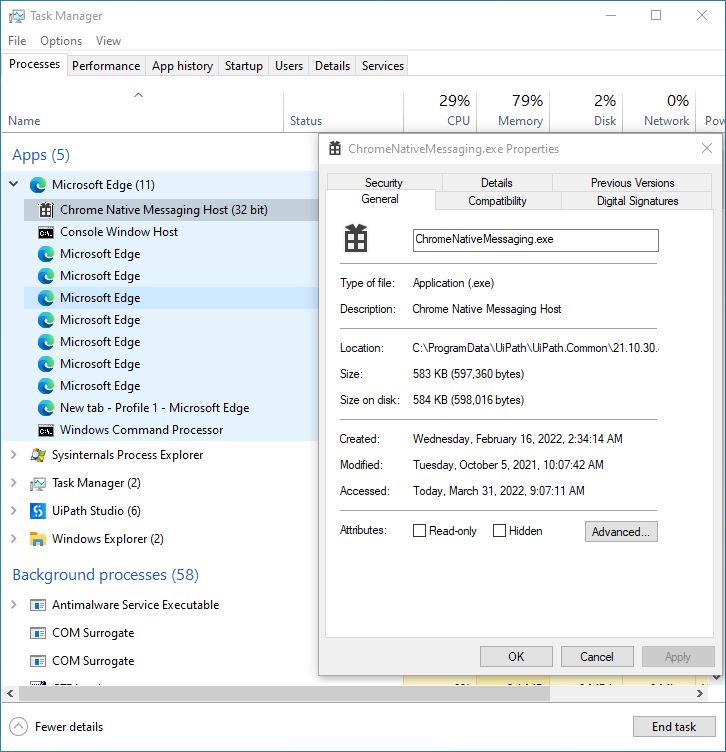 Task Manager
File Options View
Processes Performance App history Startup Users Details Services
29% 79% 2% 0%
Name Status CPU Memory Disk Network Pow
Apps (5)
Microsoft Edge (11)
Chrome Native Messaging Host (32 bit)
Console Window Host
Microsoft Edge
Microsoft Edge
Microsoft Edge
Microsoft Edge
Microsoft Edge
Microsoft Edge
Microsoft Edge
New tab - Profile 1 - Microsoft Edge
Windows Command Processor
Sysinternals Process Explorer
Task Manager (2)
UiPath Studio (6)
Windows Explorer (2)
Background processes (58)
Antimalware Service Executable
COM Surrogate
COM Surrogate
Fewer details
End task
ChromeNativeMessaging.exe Properties
Security Details Previous Versions
General Compatibility Digital Signatures
ChromeNativeMessaging.exe
Type of file: Application (.exe)
Description: Chrome Native Messaging Host
Location: C:\ProgramData\UiPath\UiPath.Common\21.10.30.
Size: 583 KB (597,360 bytes)
Size on disk: 584 KB (598,016 bytes)
Created: Wednesday, February 16, 2022, 2:34:14 AM
Modified: Tuesday, October 5, 2021, 10:07:42 AM
Accessed: Today, March 31, 2022, 9:07:11 AM
Attributes: Read-only Hidden Advanced...
OK Cancel Apply